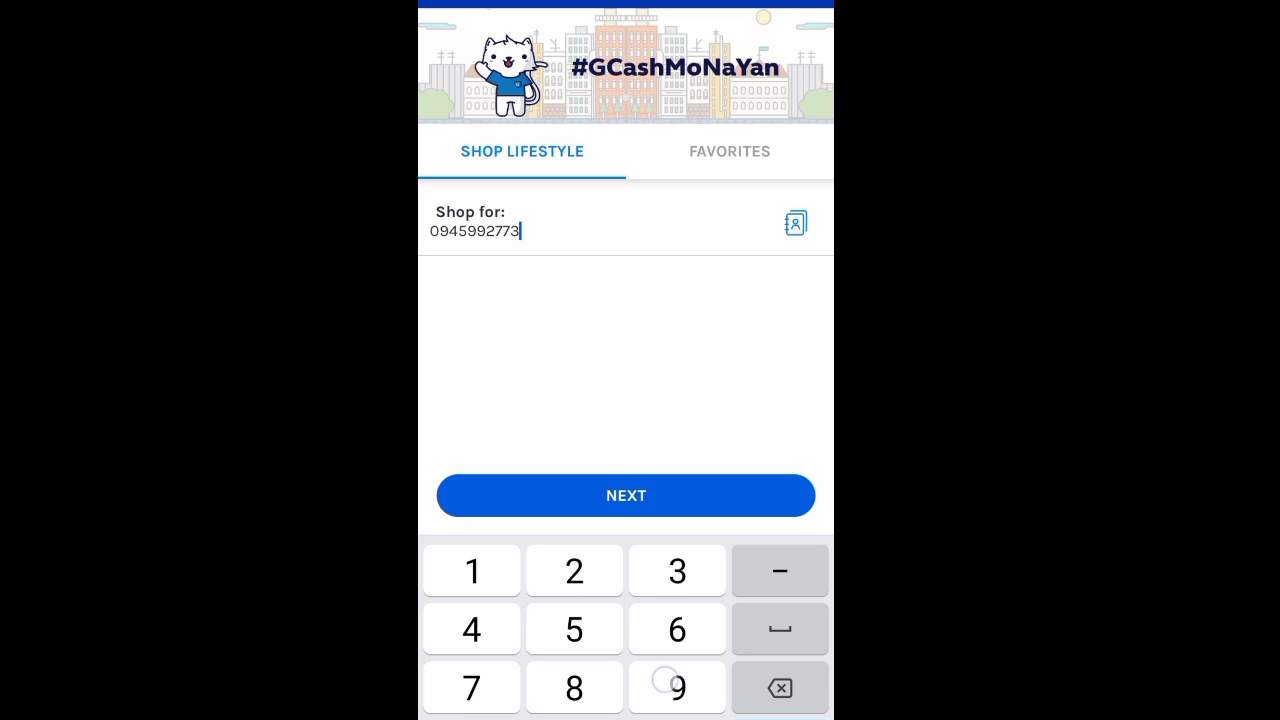 #GCashMoNaYan
SHOP LIFESTYLE
FAVORITES
Shop for:
0945992773
NEXT
1 2 3 -
4 5 6
7 8 9